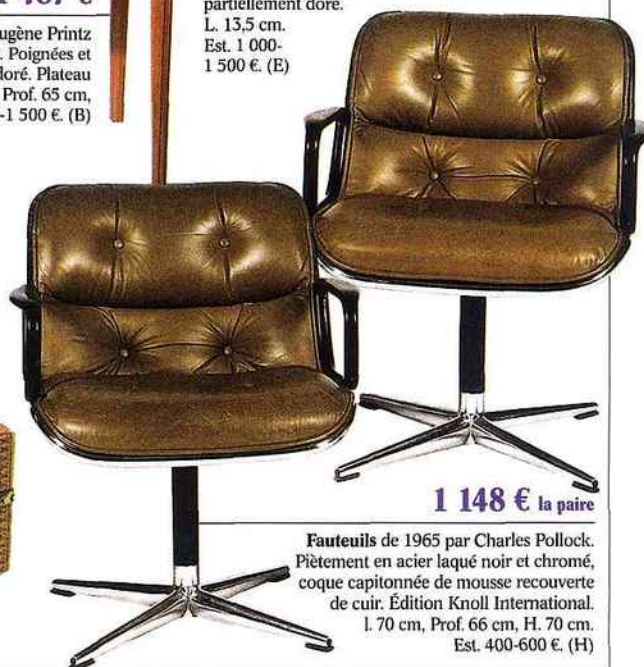 ugène Printz
. Poignées et
doré. Plateau
Prof. 65 cm,
-1 500 €. (B)
partiellement doré.
L. 13,5 cm.
Est. 1 000-
1 500 €. (E)
1 148 € la paire
Fauteuils de 1965 par Charles Pollock.
Piètement en acier laqué noir et chromé,
coque capitonnée de mousse recouverte
de cuir. Édition Knoll International.
l. 70 cm, Prof. 66 cm, H. 70 cm.
Est. 400-600 €. (H)